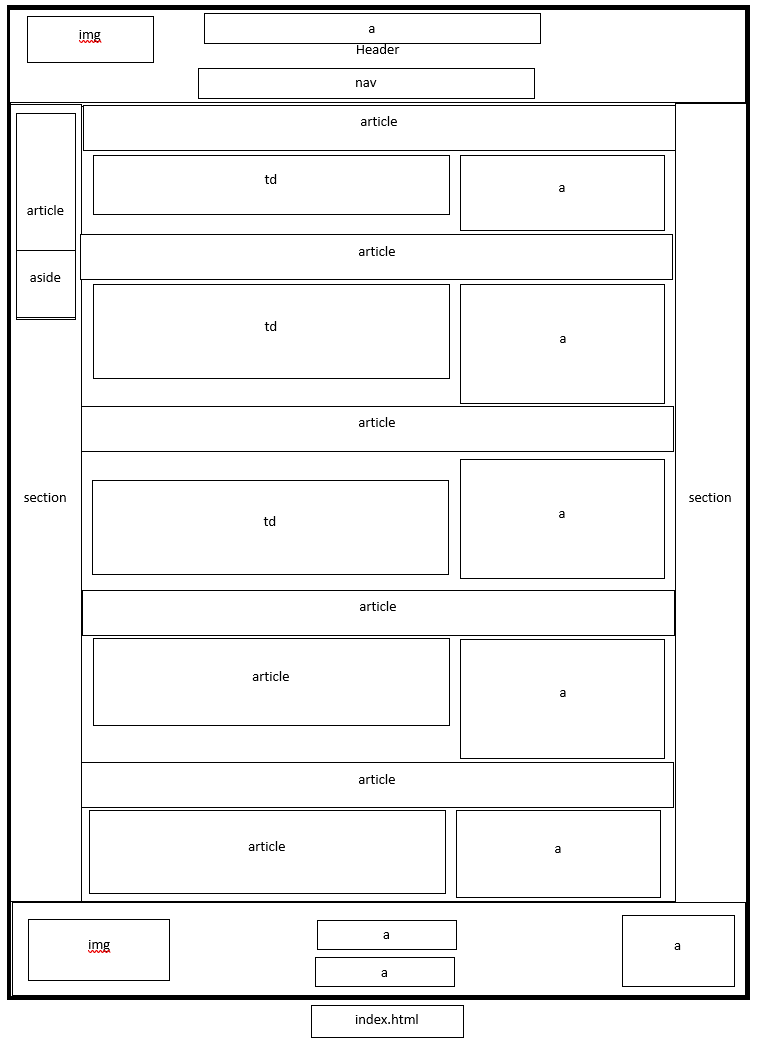 img
a
Header
nav
article
td
a
article
article
aside
td
a
article
section
td
a
section
article
article
a
article
article
a
img
a
a
a
index.html